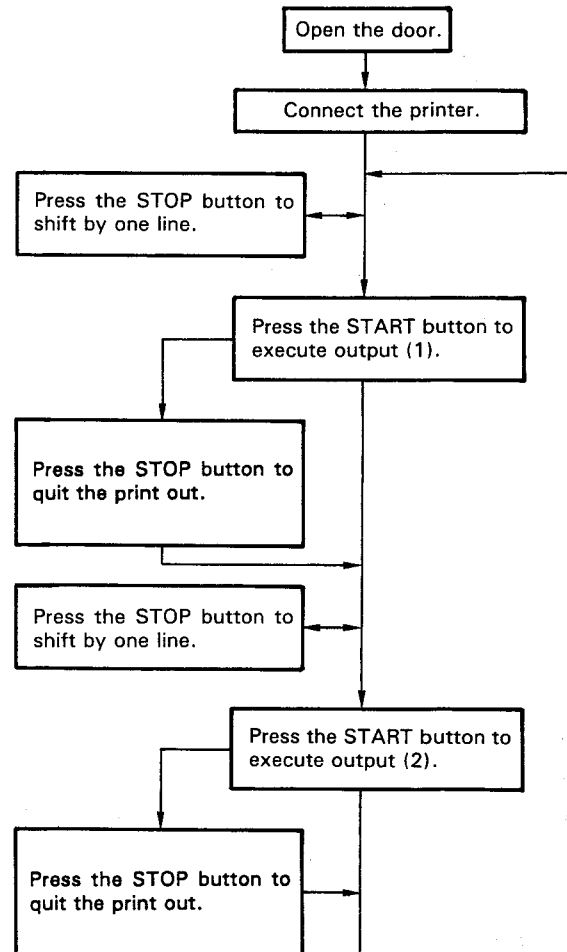 Open the door.
Connect the printer.
Press the STOP button to
shift by one line.
Press the START button to
execute output (1).
Press the STOP button to
quit the print out.
Press the STOP button to
shift by one line.
Press the START button to
execute output (2).
Press the STOP button to
quit the print out.